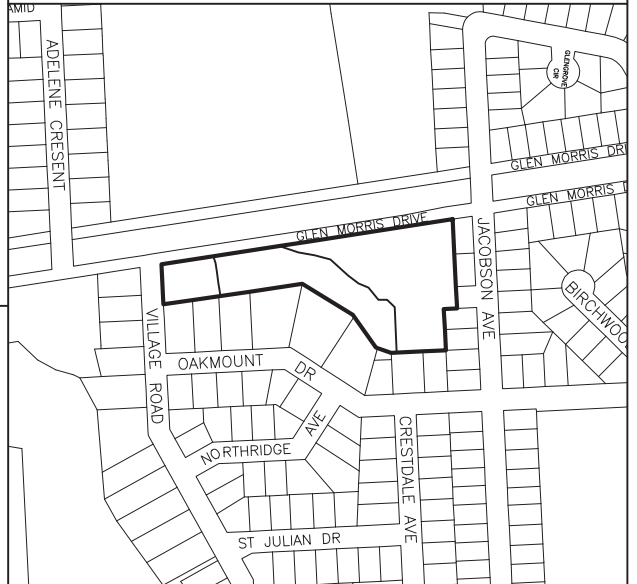 AMID
ADELENE CRESENT
GLENGROVE
CIR
GLEN MORRIS DRI
GLEN MORRIS D
GLEN MORRIS DRIVE
JACOBSON AVE
BIRCHWOO
VILLAGE ROAD
OAKMOUNT DR
NORTHRIDGE AVE
CRESTDALE AVE
ST JULIAN DR